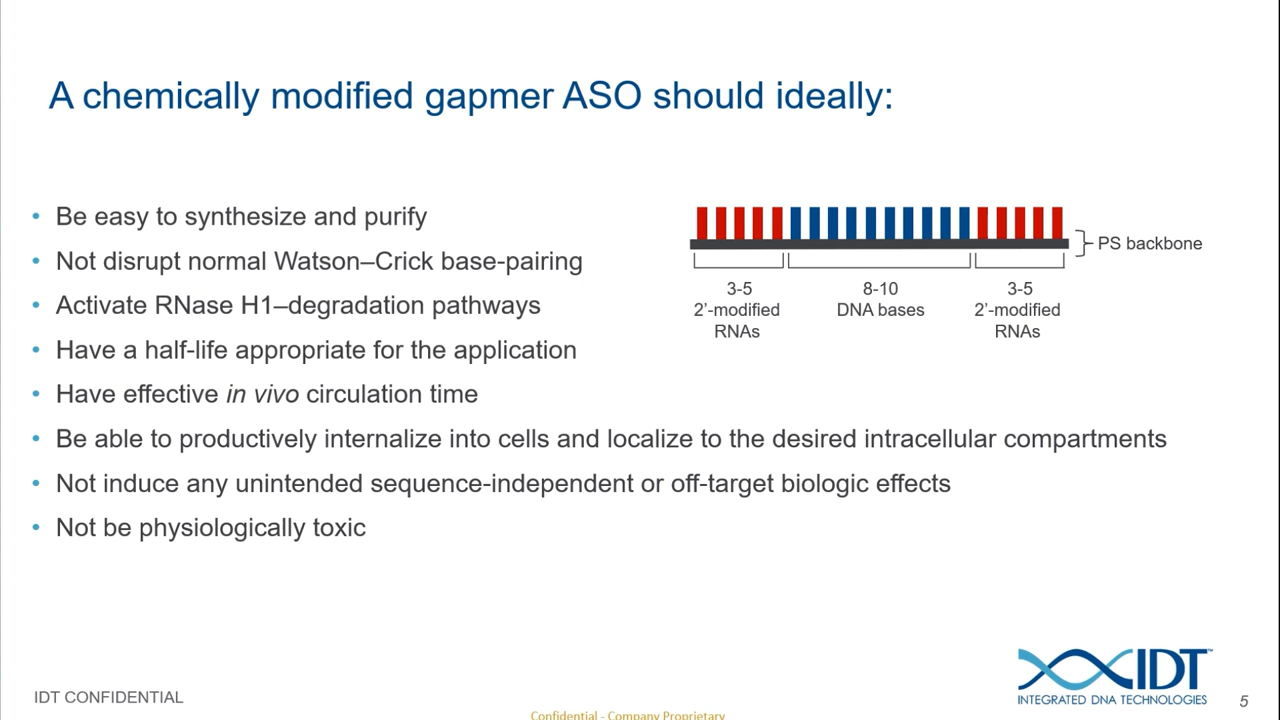 A chemically modified gapmer ASO should ideally:
• Be easy to synthesize and purify
• Not disrupt normal Watson–Crick base-pairing
• Activate RNase H1–degradation pathways
• Have a half-life appropriate for the application
• Have effective in vivo circulation time
• Be able to productively internalize into cells and localize to the desired intracellular compartments
• Not induce any unintended sequence-independent or off-target biologic effects
• Not be physiologically toxic
PS backbone
3-5
2’-modified
RNAs
8-10
DNA bases
3-5
2’-modified
RNAs
IDT CONFIDENTIAL
Confidential - Company Proprietary
IDT™
INTEGRATED DNA TECHNOLOGIES
5